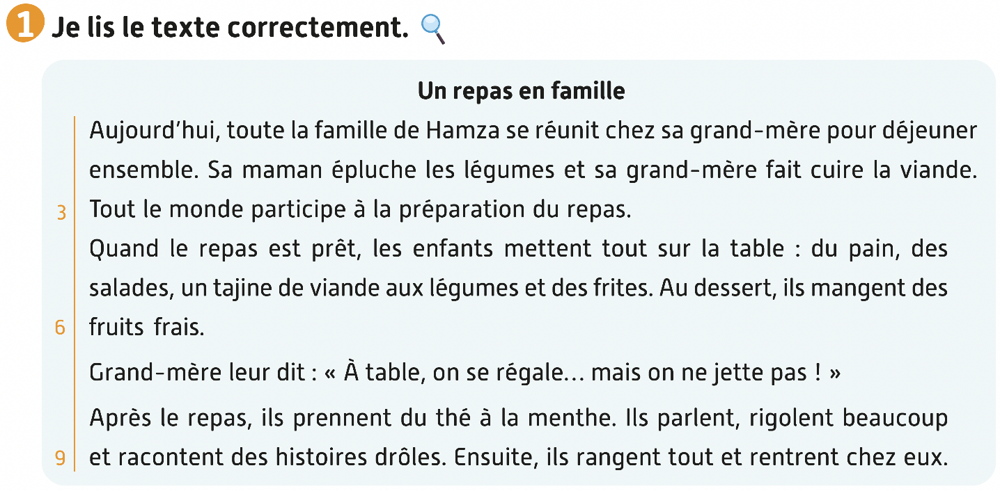 1 Je lis le texte correctement.
Un repas en famille
Aujourd’hui, toute la famille de Hamza se réunit chez sa grand-mère pour déjeuner
ensemble. Sa maman épluche les légumes et sa grand-mère fait cuire la viande.
3 Tout le monde participe à la préparation du repas.
Quand le repas est prêt, les enfants mettent tout sur la table : du pain, des
salades, un tajine de viande aux légumes et des frites. Au dessert, ils mangent des
6 fruits frais.
Grand-mère leur dit : « À table, on se régale... mais on ne jette pas ! »
Après le repas, ils prennent du thé à la menthe. Ils parlent, rigolent beaucoup
9 et racontent des histoires drôles. Ensuite, ils rangent tout et rentrent chez eux.